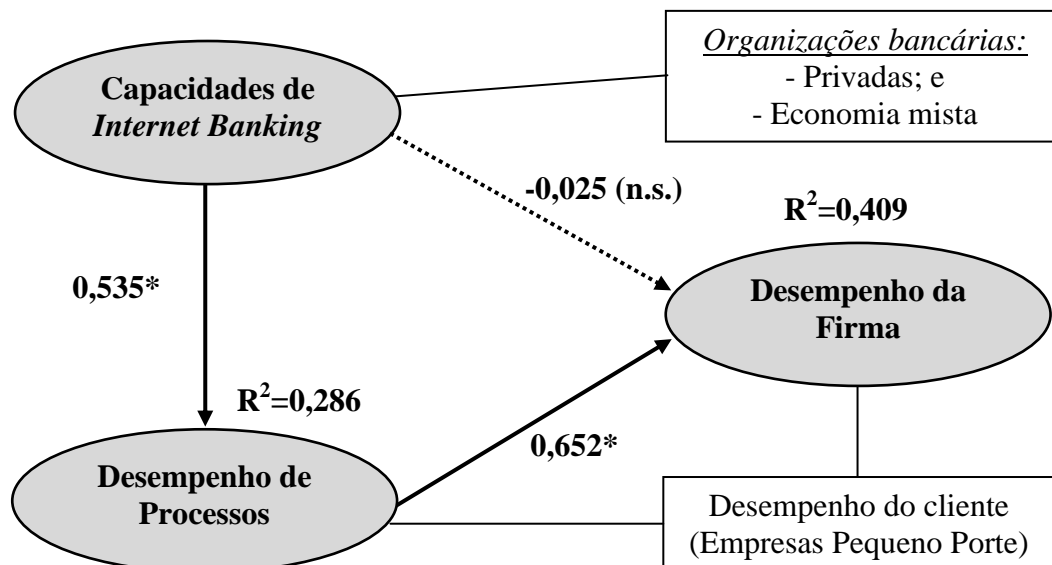 Capacidades de
Internet Banking
Organizações bancárias:
- Privadas; e
- Economia mista
-0,025 (n.s.)
R²=0,409
0,535*
Desempenho da
Firma
R²=0,286
0,652*
Desempenho de
Processos
Desempenho do cliente
(Empresas Pequeno Porte)